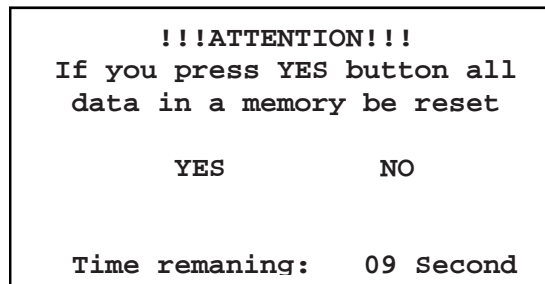 !!!ATTENTION!!!
If you press YES button all
data in a memory be reset
YES NO
Time remaning: 09 Second